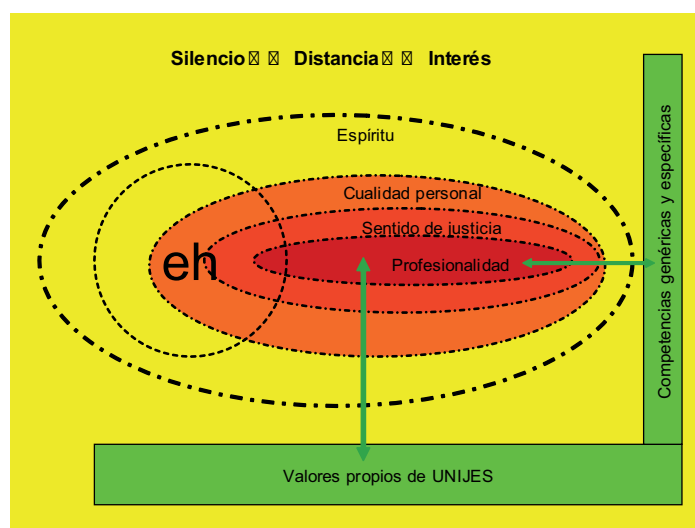 Silencio Distancia Interés
Espíritu
Cualidad personal
Sentido de justicia
eh
Profesionalidad
Competencias genéricas y específicas
Valores propios de UNIJES